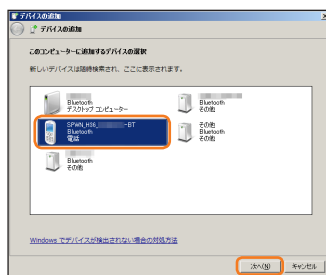 デバイスの追加
デバイスの追加
このコンピューターに追加するデバイスの選択
新しいデバイスは随時検索され、ここに表示されます。
Bluetooth
デスクトップ コンピューター
Bluetooth
その他
SPWN_H36_ -BT
Bluetooth
電話
その他
Bluetooth
その他
Bluetooth
その他
Windows でデバイスが検出されない場合の対処方法
次へ(N)
キャンセル